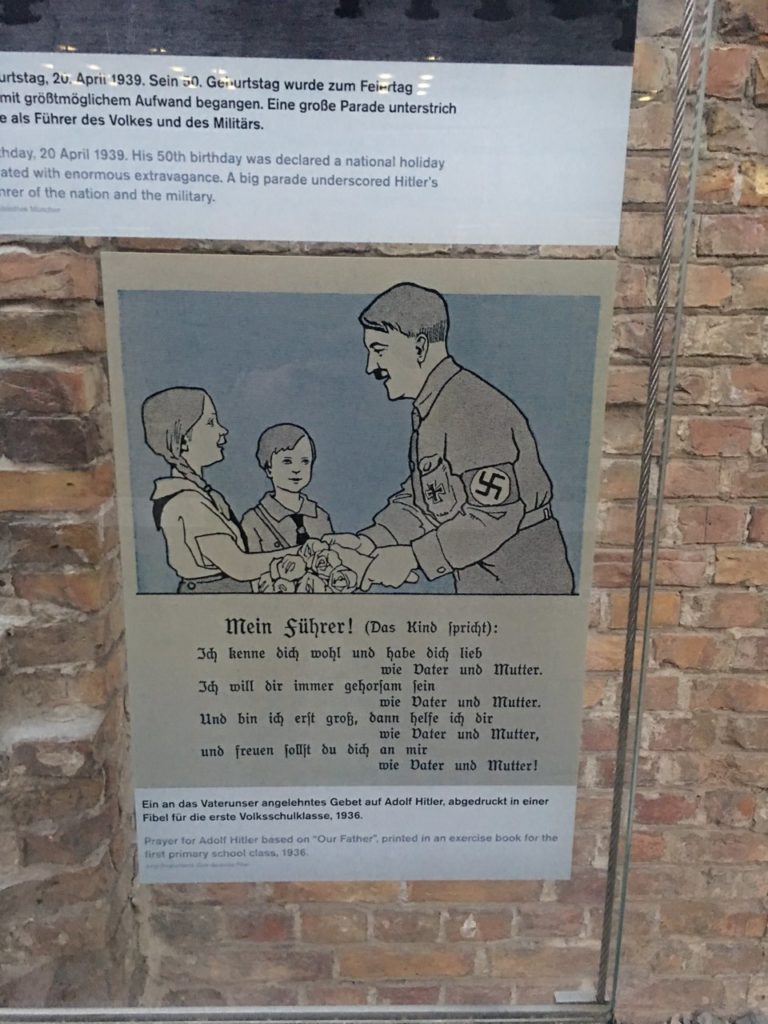 urtstag, 20. April 1939. Sein 50. Geburtstag wurde zum Feiertag
mit größtmöglichem Aufwand begangen. Eine große Parade unterstrich
e als Führer des Volkes und des Militärs.
hday, 20 April 1939. His 50th birthday was declared a national holiday
ated with enormous extravagance. A big parade underscored Hitler's
hrer of the nation and the military.
Mein Führer! (Das Kind spricht):
Ich kenne dich wohl und habe dich lieb
wie Vater und Mutter.
Ich will dir immer gehorsam sein
wie Vater und Mutter.
Und bin ich erst groß, dann helfe ich dir
wie Vater und Mutter,
und freuen sollst du dich an mir
wie Vater und Mutter!
Ein an das Vaterunser angelehntes Gebet auf Adolf Hitler, abgedruckt in einer
Fibel für die erste Volksschulklasse, 1936.
Prayer for Adolf Hitler based on "Our Father", printed in an exercise book for the
first primary school class, 1936.